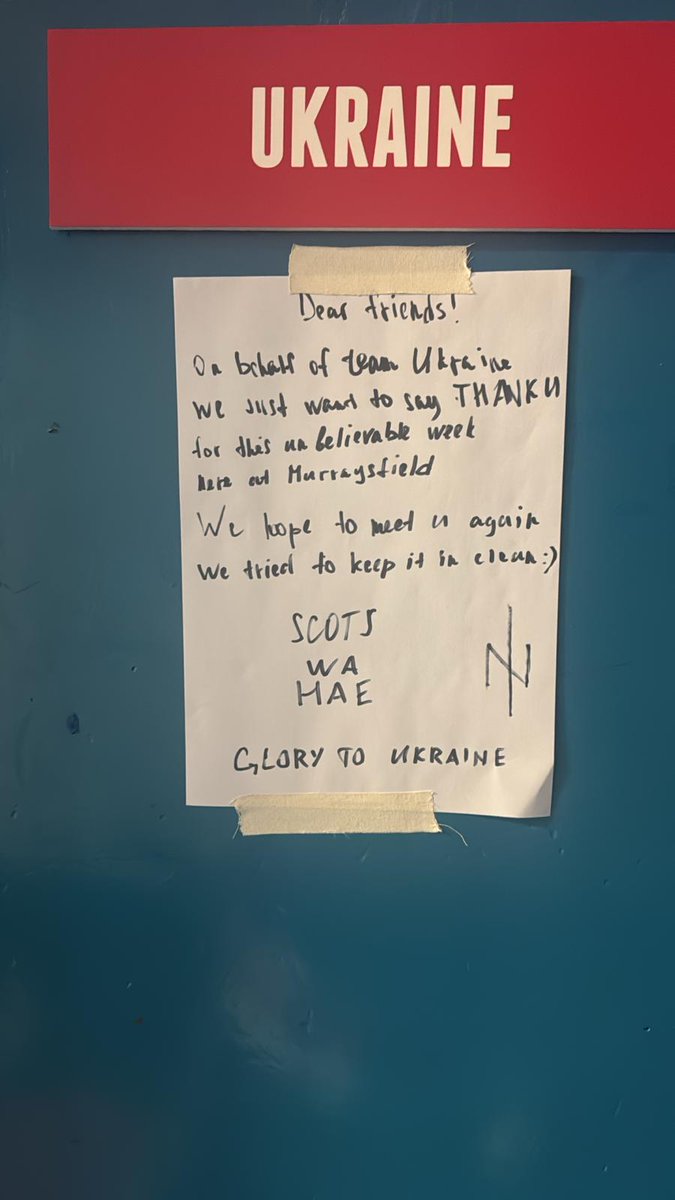 UKRAINE
Dear friends!
On behalf of team Ukraine
we just want to say THANK U
for this unbelievable week
here at Murraysfield
We hope to meet u again
we tried to keep it in clean:)
SCOTS
WA
HAE
GLORY TO UKRAINE